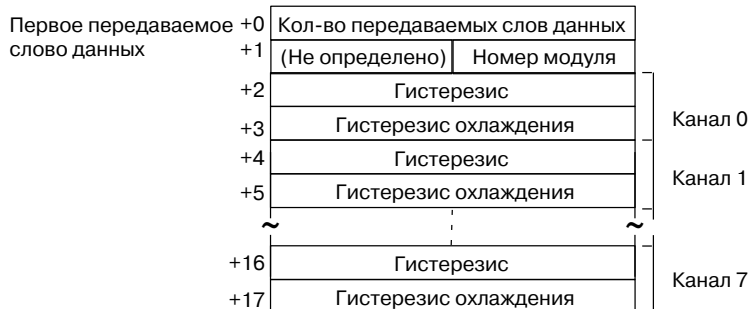 Первое передаваемое +0 Кол-во передаваемых слов данных
слово данных +1 (Не определено) Номер модуля
+2 Гистерезис
+3 Гистерезис охлаждения Канал 0
+4 Гистерезис
+5 Гистерезис охлаждения Канал 1
~ ~
+16 Гистерезис
+17 Гистерезис охлаждения Канал 7